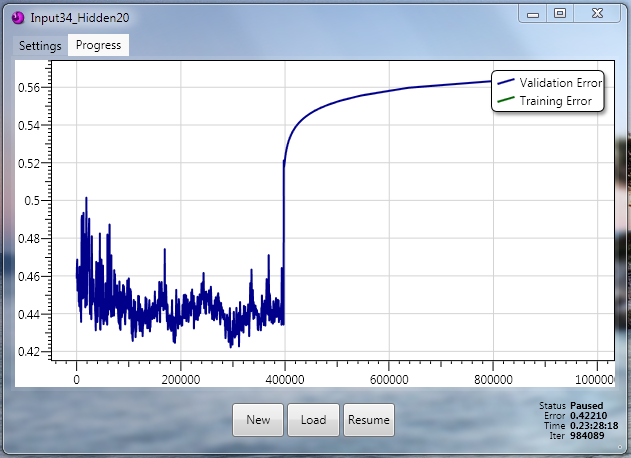 Input34_Hidden20
Settings Progress
Validation Error
Training Error
0.56
0.54
0.52
0.5
0.48
0.46
0.44
0.42
0 200000 400000 600000 800000 1000000
New Load Resume
Status Paused
Error 0.42210
Time 0.23:28:18
Iter 984089